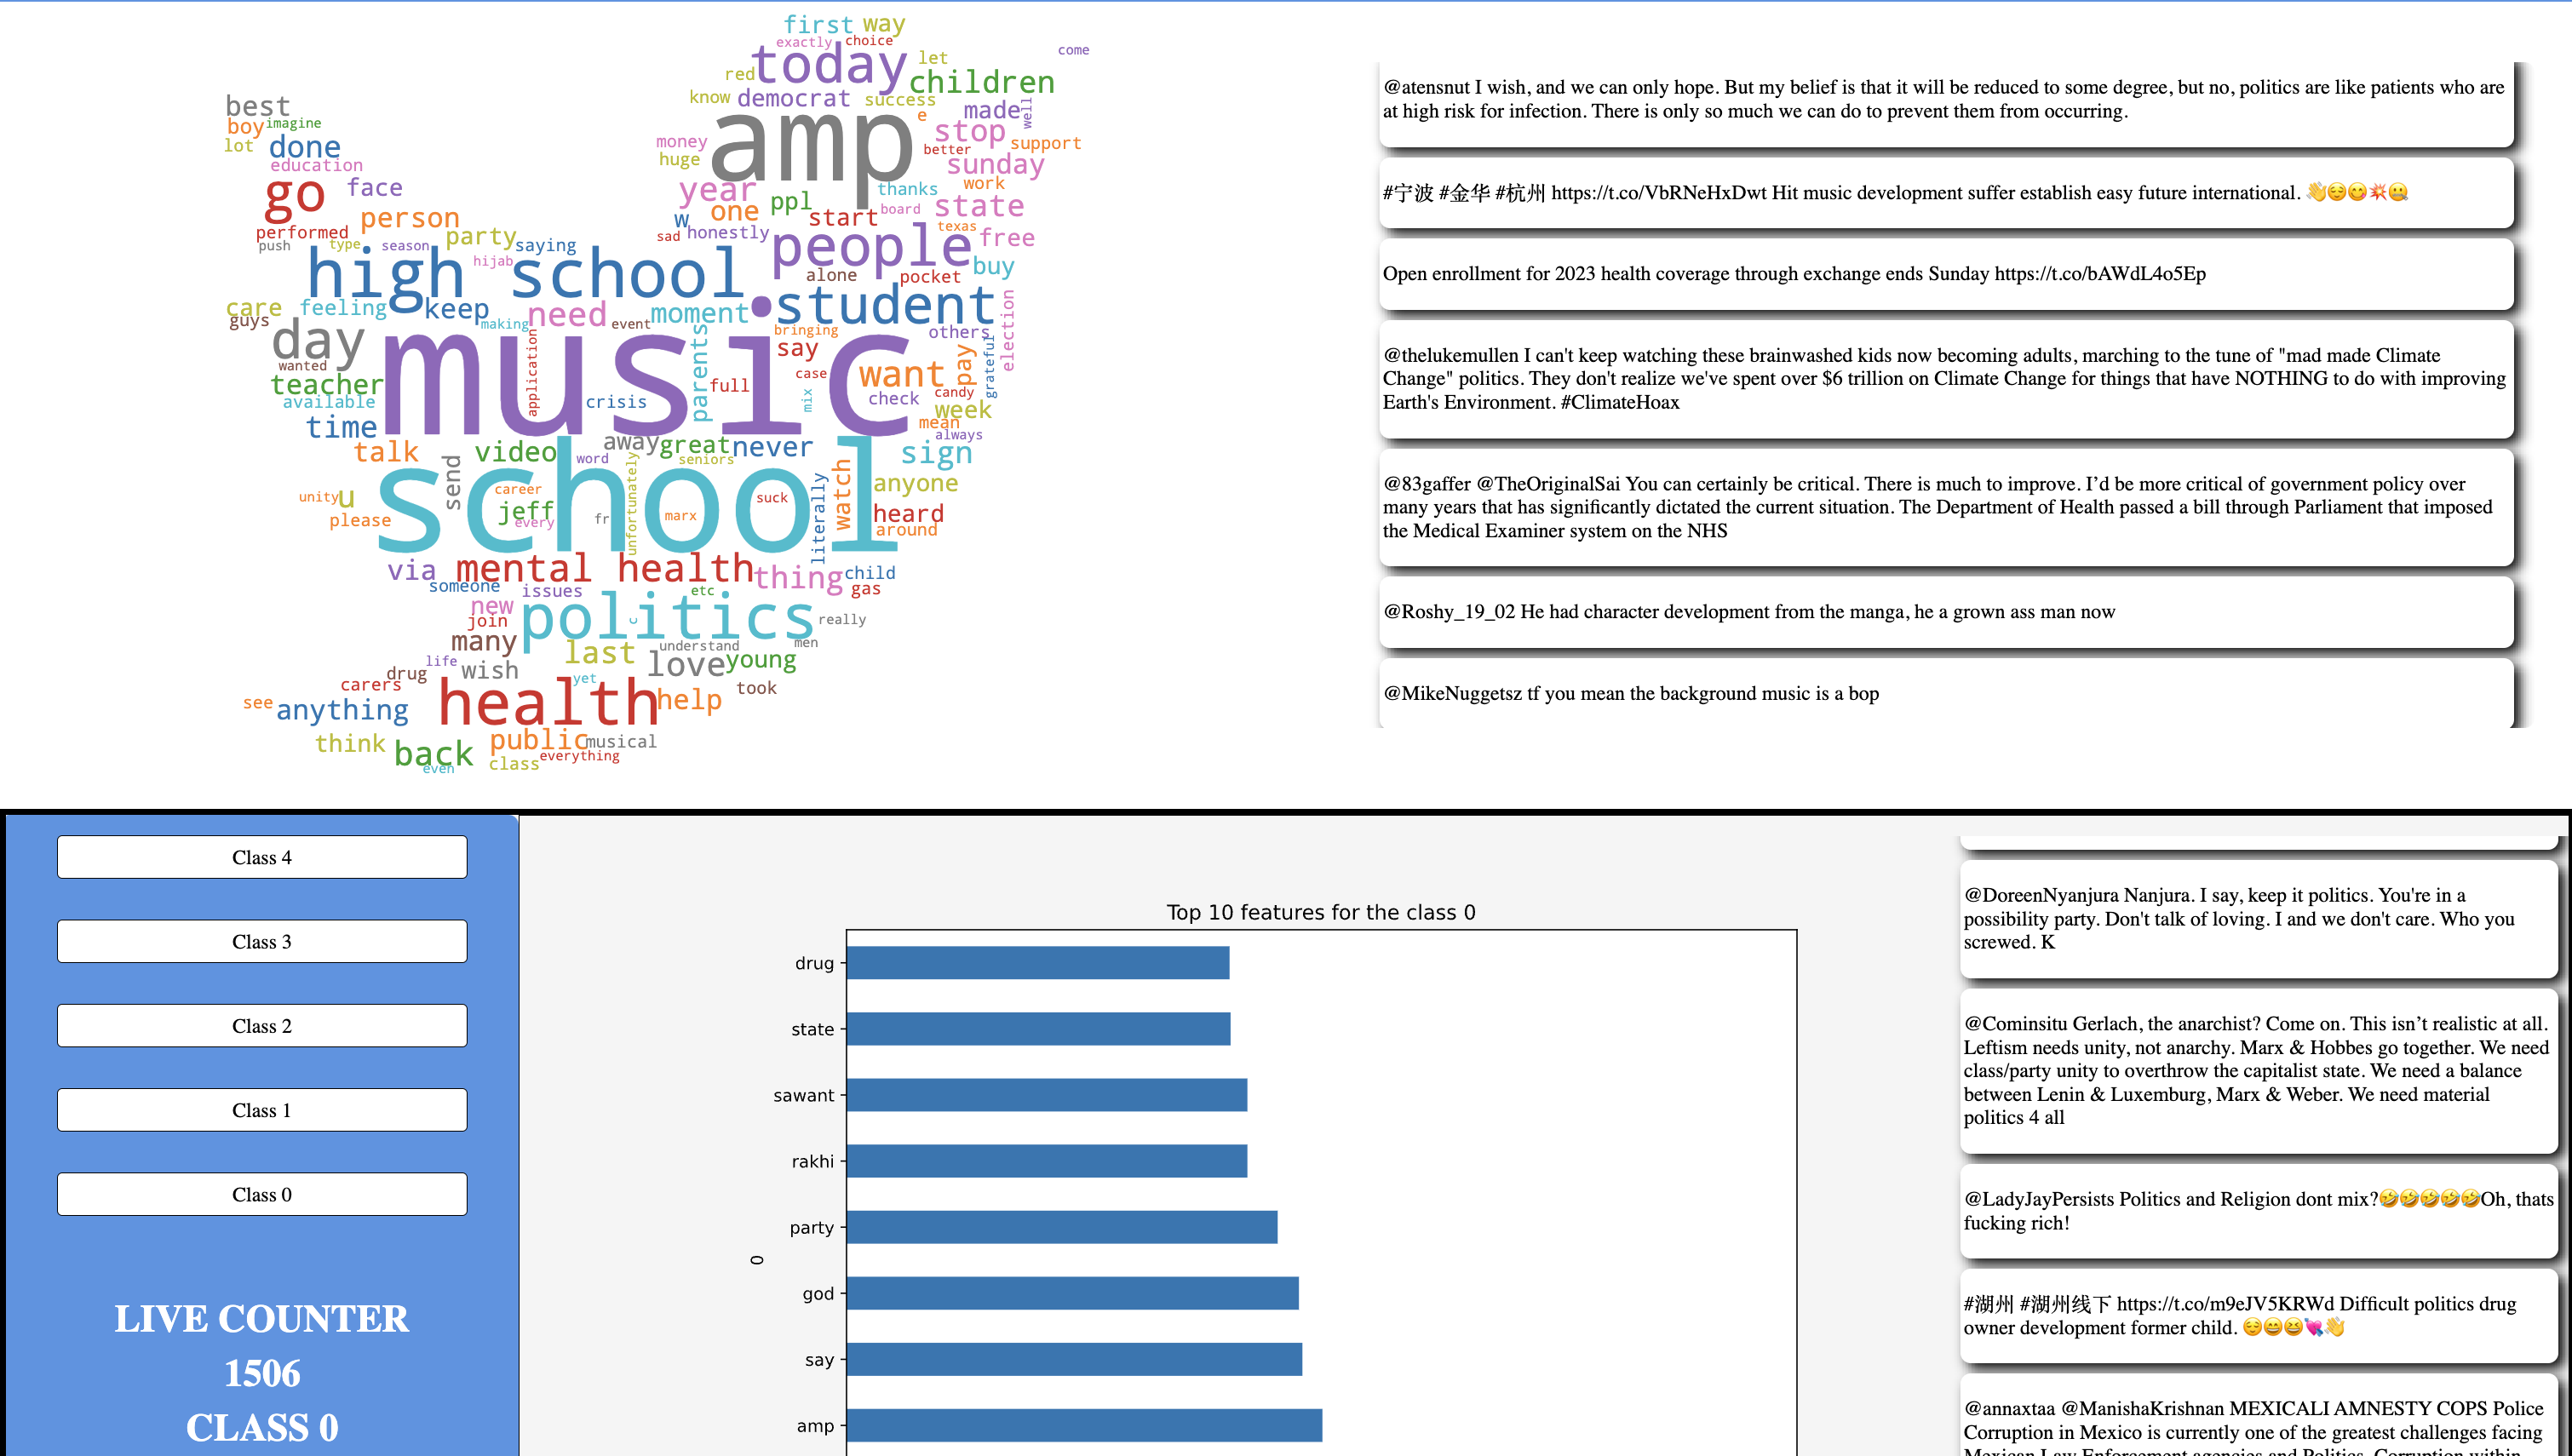 first way
exactly choice
come
today
let
red
children
know democrat success
best
made
well
boy imagine
e
amp
stop
lot done
money
better
support
education
huge
sunday
go face
year
thanks
work
person
w one ppl
start board state
performed
sad honestly
texas
push type season party saying
people free
high school
hijab
alone pocket buy
care feeling keep
need moment
student
election
guys
making
event
bringing
others
day
music
application
parents
say
pay
grateful
wanted
case
want
teacher
full
candy
available
crisis
mix
check
week
time
mean
always
talk video
away great never
sign
send
word
seniors
school
unfortunately
literally
watch
anyone
unity u
career
suck
please
jeff
every
fr
marx
heard
around
via mental health thing child
someone issues etc gas
new
politics
c
really
join
many
last
understand men
life
wish
love young
drug
carers
yet
took
see anything
health
help
think
back
public musical
even
class everything
@atensnut I wish, and we can only hope. But my belief is that it will be reduced to some degree, but no, politics are like patients who are
at high risk for infection. There is only so much we can do to prevent them from occurring.
#宁波 #金华 #杭州 https://t.co/VbRNeHxDwt Hit music development suffer establish easy future international. 👋😌😋💥🤐
Open enrollment for 2023 health coverage through exchange ends Sunday https://t.co/bAWdL4o5Ep
@thelukemullen I can't keep watching these brainwashed kids now becoming adults, marching to the tune of "mad made Climate
Change" politics. They don't realize we've spent over $6 trillion on Climate Change for things that have NOTHING to do with improving
Earth's Environment. #ClimateHoax
@83gaffer @TheOriginalSai You can certainly be critical. There is much to improve. I’d be more critical of government policy over
many years that has significantly dictated the current situation. The Department of Health passed a bill through Parliament that imposed
the Medical Examiner system on the NHS
@Roshy_19_02 He had character development from the manga, he a grown ass man now
@MikeNuggetsz tf you mean the background music is a bop
Class 4
Class 3
Class 2
Class 1
Class 0
LIVE COUNTER
1506
CLASS 0
Top 10 features for the class 0
drug
state
sawant
rakhi
party
god
say
amp
0
@DoreenNyanjura Nanjura. I say, keep it politics. You're in a
possibility party. Don't talk of loving. I and we don't care. Who you
screwed. K
@Cominsitu Gerlach, the anarchist? Come on. This isn’t realistic at all.
Leftism needs unity, not anarchy. Marx & Hobbes go together. We need
class/party unity to overthrow the capitalist state. We need a balance
between Lenin & Luxemburg, Marx & Weber. We need material
politics 4 all
@LadyJayPersists Politics and Religion dont mix?🤣🤣🤣🤣🤣Oh, thats
fucking rich!
#湖州 #湖州线下 https://t.co/m9eJV5KRWd Difficult politics drug
owner development former child. 😌😄😆💘👋
@annaxtaa @ManishaKrishnan MEXICALI AMNESTY COPS Police
Corruption in Mexico is currently one of the greatest challenges facing
Mexican Law Enforcement agencies and Politics. Corruption within